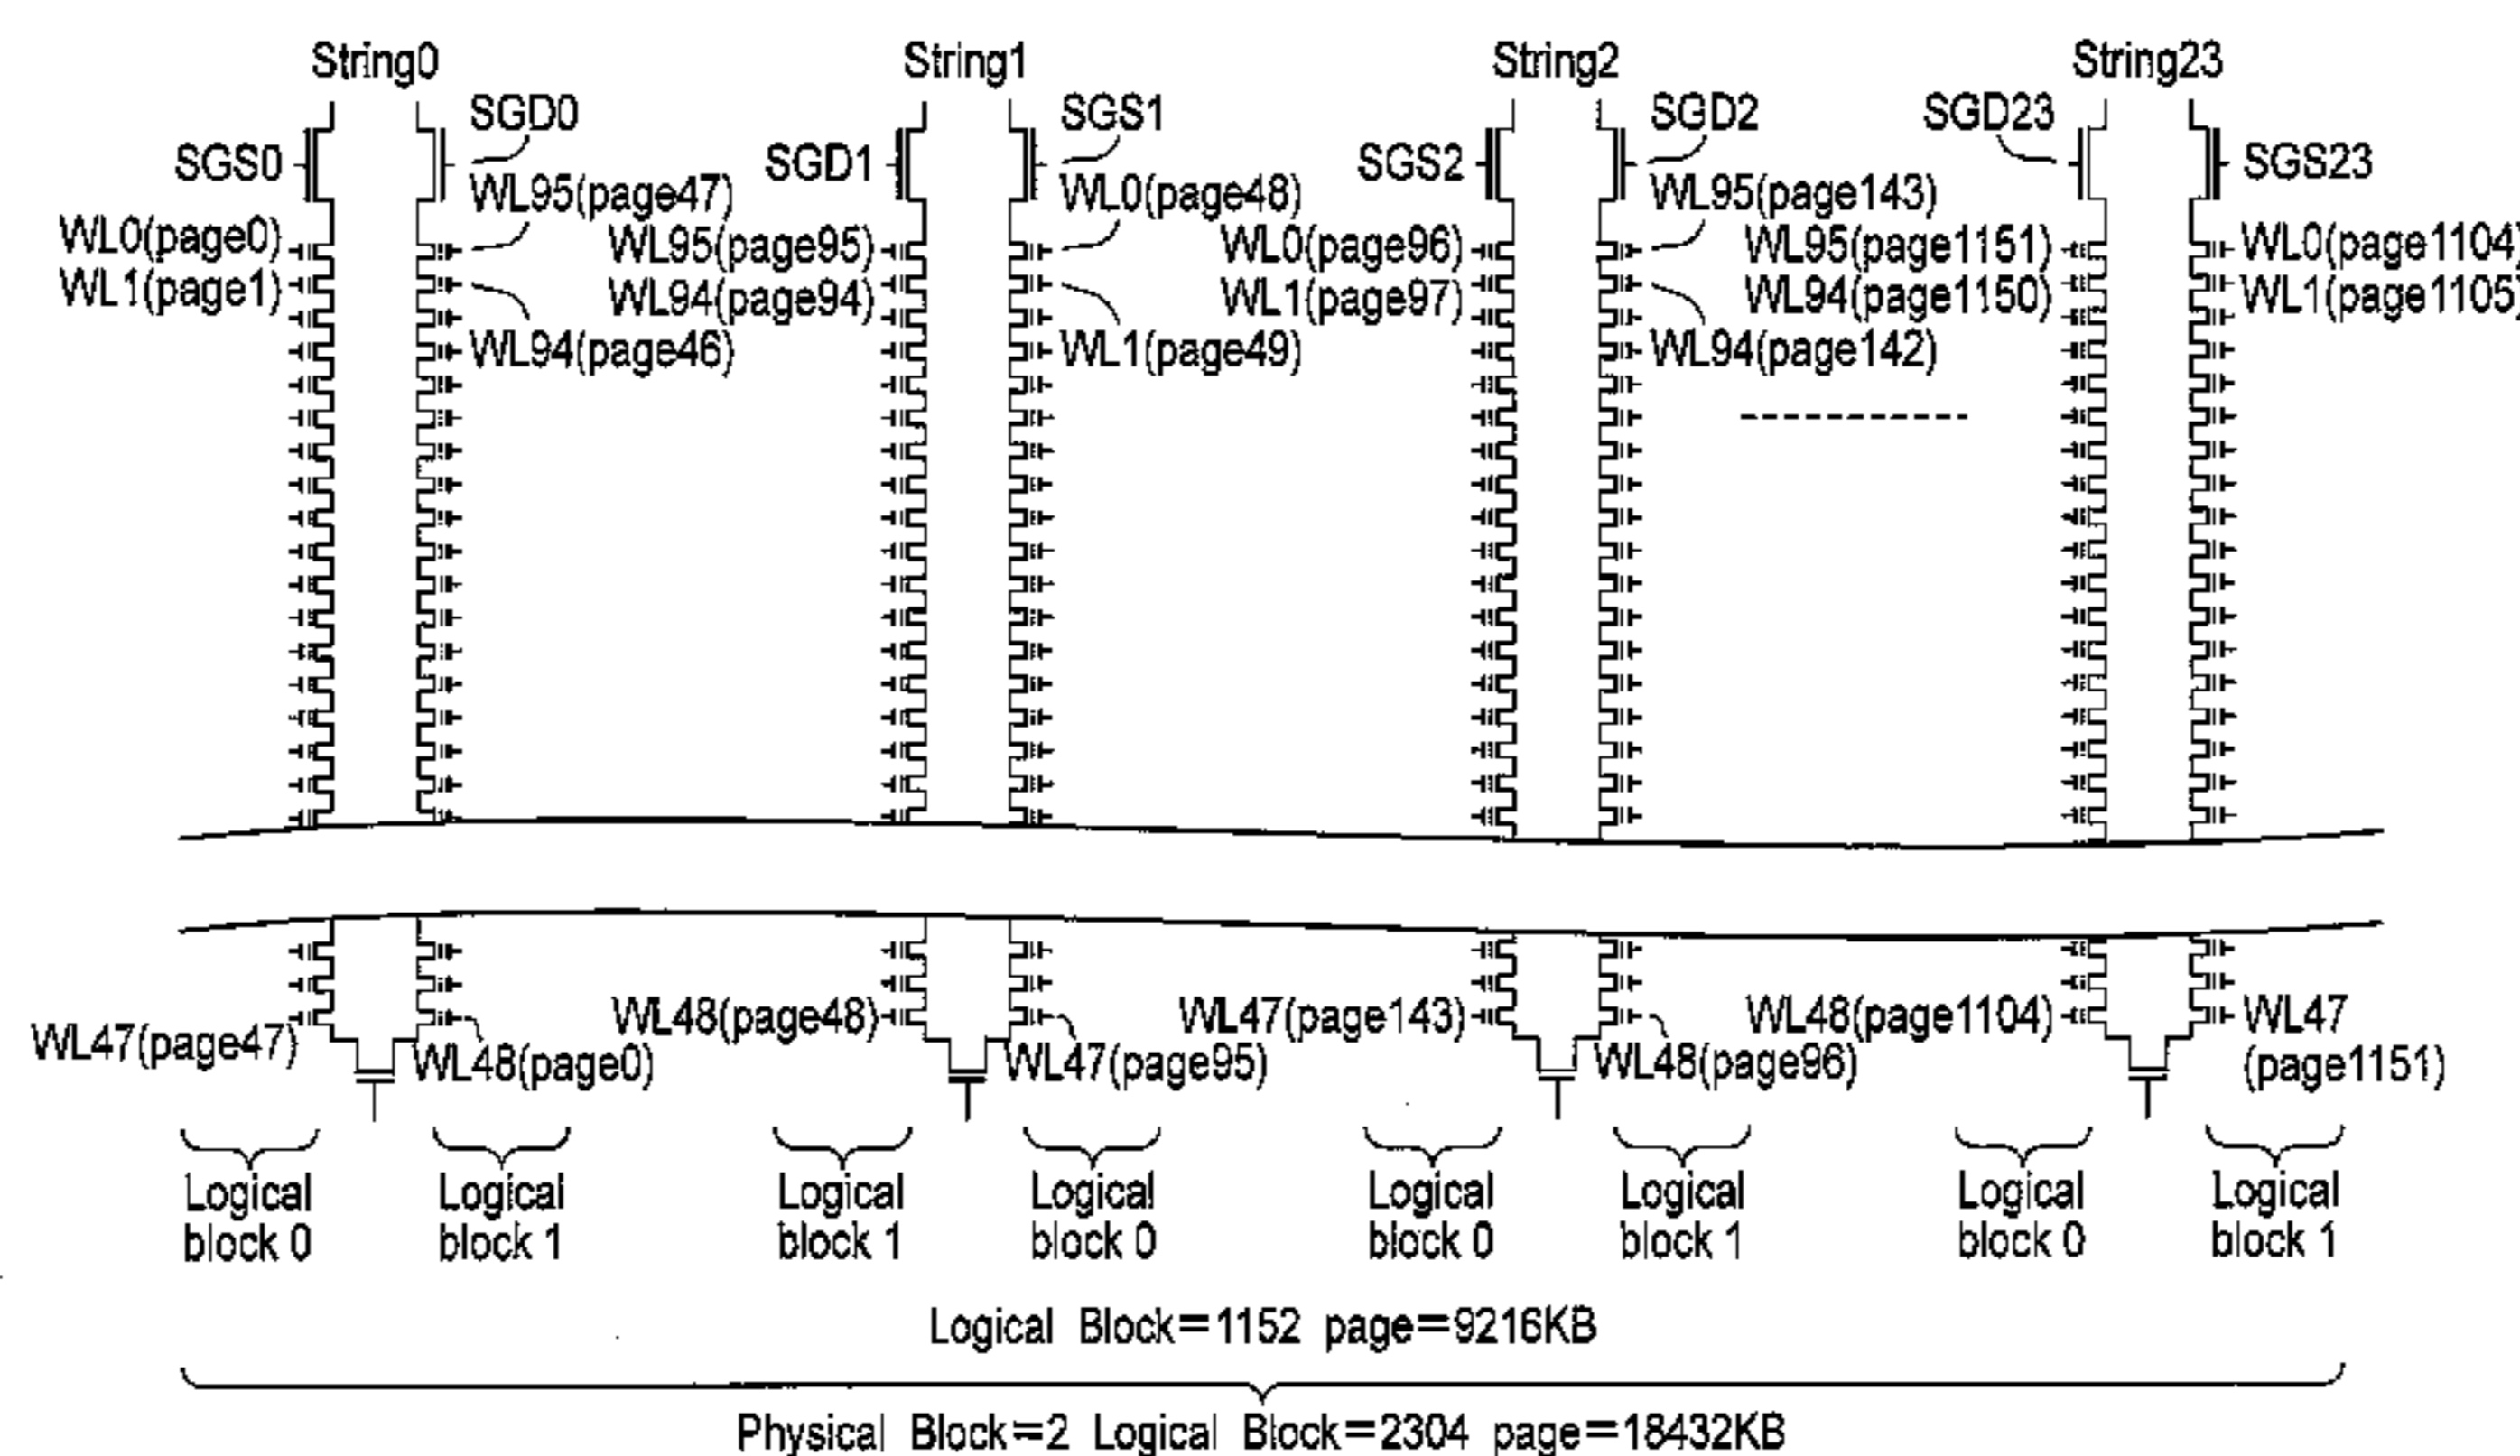 String0
String1
String2
String23
SGS0
SGD0
SGD1
SGS1
SGS2
SGD2
SGD23
SGS23
WL0(page0)
WL1(page1)
WL95(page47)
WL94(page46)
WL95(page95)
WL94(page94)
WL0(page48)
WL1(page49)
WL0(page96)
WL1(page97)
WL95(page143)
WL94(page142)
WL95(page1151)
WL94(page1150)
WL0(page1104)
WL1(page1105)
WL47(page47)
WL48(page0)
WL48(page48)
WL47(page95)
WL47(page143)
WL48(page96)
WL48(page1104)
WL47
(page1151)
Logical
block 0
Logical
block 1
Logical
block 1
Logical
block 0
Logical
block 0
Logical
block 1
Logical
block 0
Logical
block 1
Logical Block=1152 page=9216KB
Physical Block=2 Logical Block=2304 page=18432KB